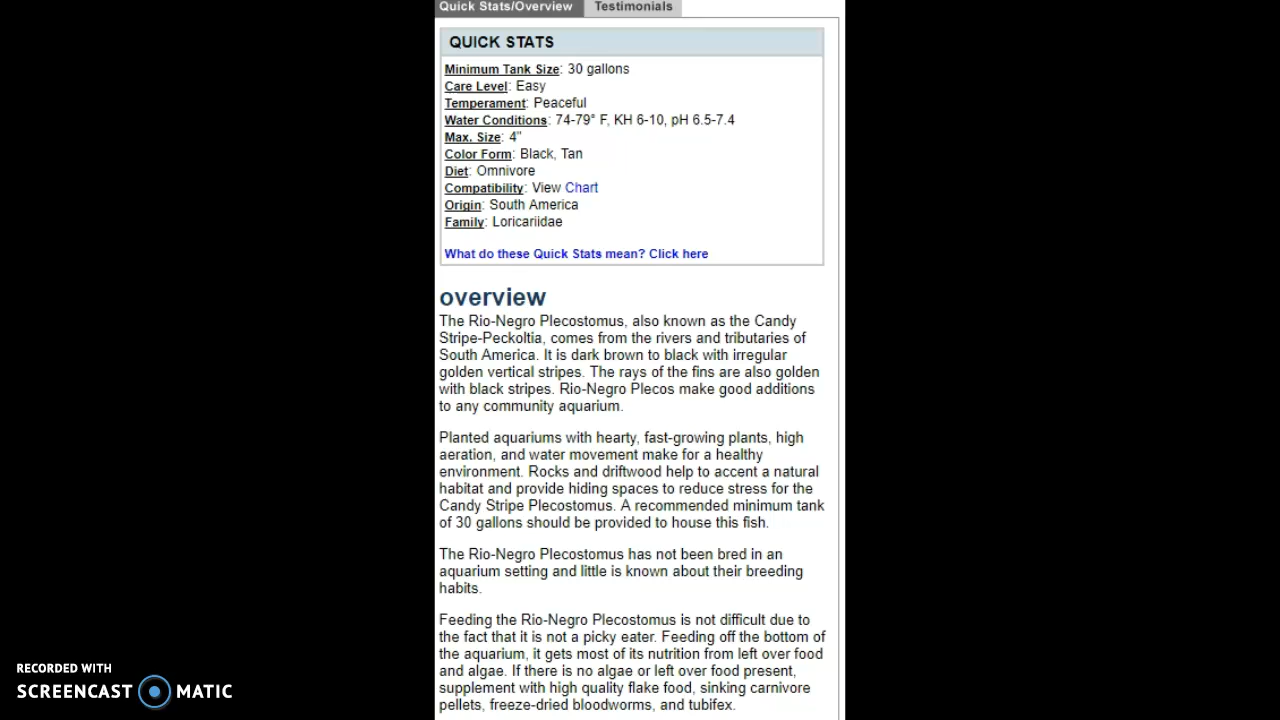 Quick Stats/Overview Testimonials
QUICK STATS
Minimum Tank Size: 30 gallons
Care Level: Easy
Temperament: Peaceful
Water Conditions: 74-79° F, KH 6-10, pH 6.5-7.4
Max. Size: 4"
Color Form: Black, Tan
Diet: Omnivore
Compatibility: View Chart
Origin: South America
Family: Loricariidae
What do these Quick Stats mean? Click here
overview
The Rio-Negro Plecostomus, also known as the Candy
Stripe-Peckoltia, comes from the rivers and tributaries of
South America. It is dark brown to black with irregular
golden vertical stripes. The rays of the fins are also golden
with black stripes. Rio-Negro Plecos make good additions
to any community aquarium.
Planted aquariums with hearty, fast-growing plants, high
aeration, and water movement make for a healthy
environment. Rocks and driftwood help to accent a natural
habitat and provide hiding spaces to reduce stress for the
Candy Stripe Plecostomus. A recommended minimum tank
of 30 gallons should be provided to house this fish.
The Rio-Negro Plecostomus has not been bred in an
aquarium setting and little is known about their breeding
habits.
Feeding the Rio-Negro Plecostomus is not difficult due to
the fact that it is not a picky eater. Feeding off the bottom of
the aquarium, it gets most of its nutrition from left over food
and algae. If there is no algae or left over food present,
supplement with high quality flake food, sinking carnivore
pellets, freeze-dried bloodworms, and tubifex.
RECORDED WITH
SCREENCAST MATIC